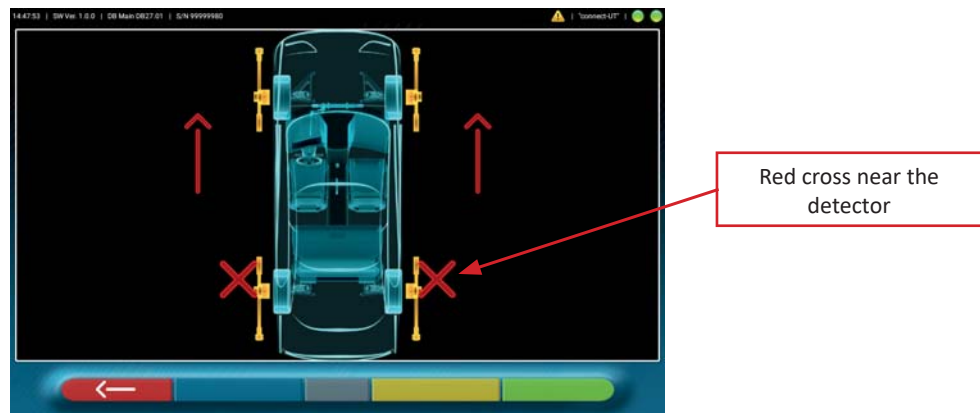 14:47:53 | SW Ver. 1.0.0 | DB Main DB27.01 | S/N 99999980 | "connect-UT" |
Red cross near the
detector